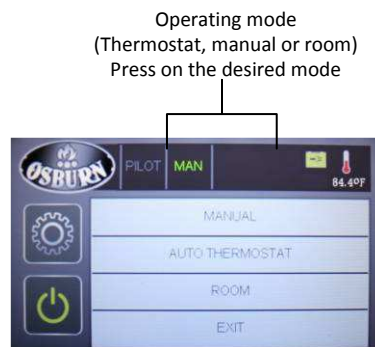 Operating mode
(Thermostat, manual or room)
Press on the desired mode
OSBURN
PILOT
MAN
84.4°F
MANUAL
AUTO THERMOSTAT
ROOM
EXIT